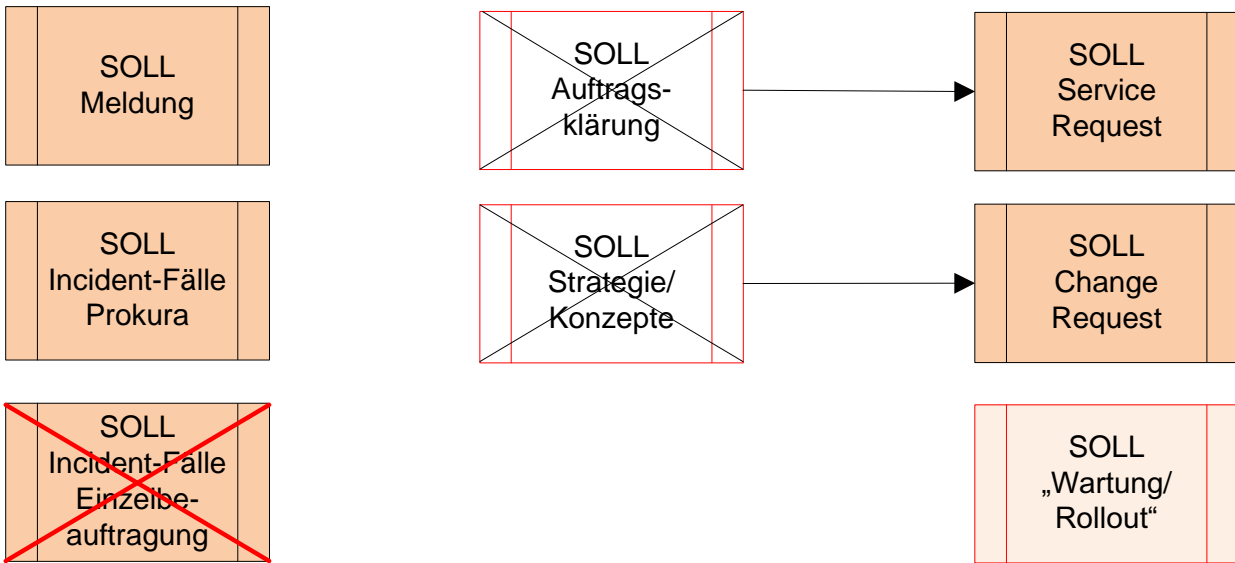 SOLL
Meldung
SOLL
Auftrags-
klärung
SOLL
Service
Request
SOLL
Incident-Fälle
Prokura
SOLL
Strategie/
Konzepte
SOLL
Change
Request
SOLL
Incident-Fälle
Einzelbe-
auftragung
SOLL
„Wartung/
Rollout“